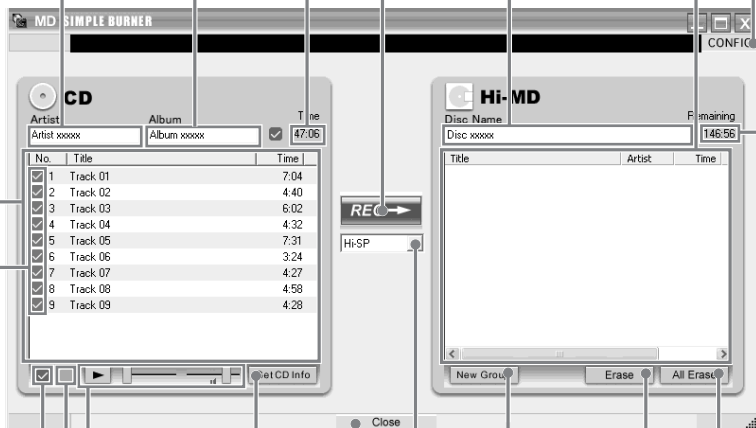 MD SIMPLE BURNER
CONFIG
CD
Artist Album Time
Artist xxxxx Album xxxxx 47:06
No. Title Time
1 Track 01 7:04
2 Track 02 4:40
3 Track 03 6:02
4 Track 04 4:32
5 Track 05 7:31
6 Track 06 3:24
7 Track 07 4:27
8 Track 08 4:58
9 Track 09 4:28
Get CD Info
REC
Hi-SP
Hi-MD
Disc Name Remaining
Disc xxxxx 146:56
Title Artist Time
New Group Erase All Erase
Close